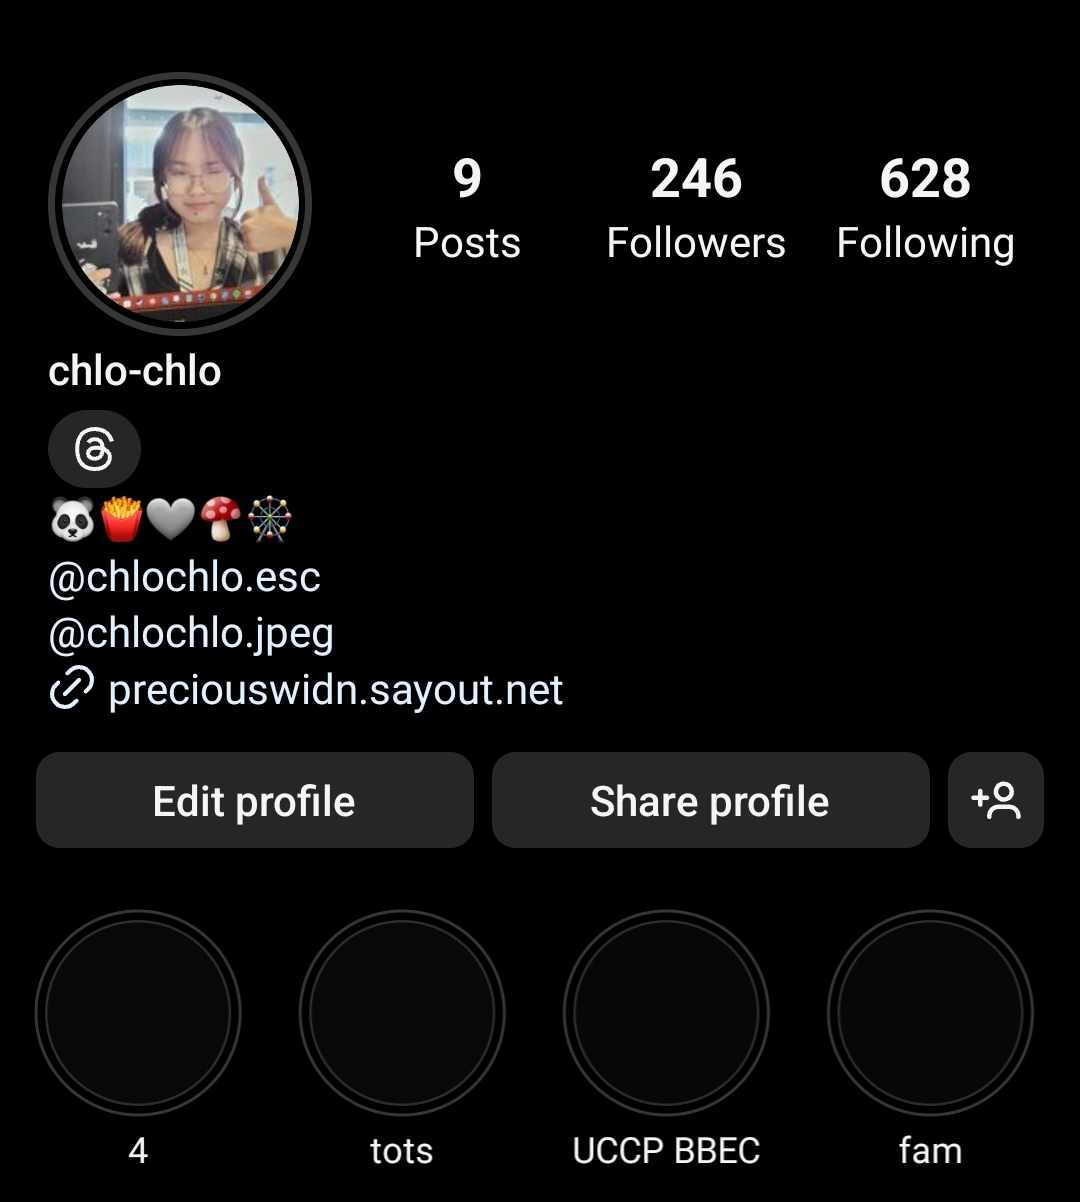 9
Posts
246
Followers
628
Following
chlo-chlo
🐼🍟🩶🍄🎡
@chlochlo.esc
@chlochlo.jpeg
preciouswidn.sayout.net
Edit profile
Share profile
4
tots
UCCP BBEC
fam